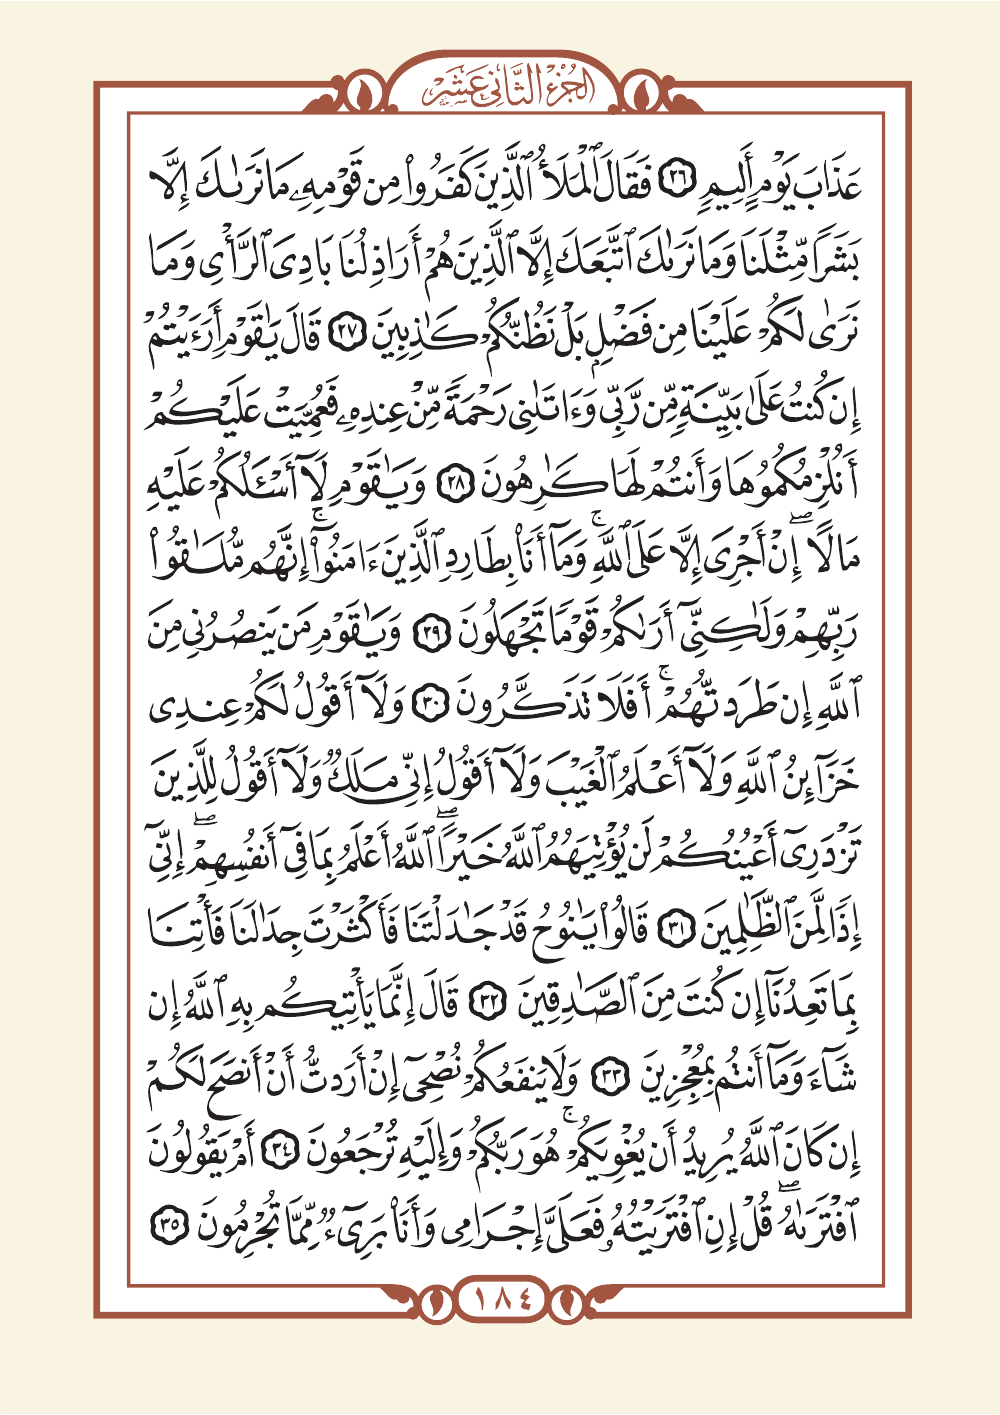 الجزء الثاني عشر
عَذَابَ يَوْمٍ أَلِيمٍ ٢٦ فَقَالَ ٱلْمَلَأُ ٱلَّذِينَ كَفَرُوا۟ مِن قَوْمِهِۦ مَا نَرَىٰكَ إِلَّا
بَشَرًا مِّثْلَنَا وَمَا نَرَىٰكَ ٱتَّبَعَكَ إِلَّا ٱلَّذِينَ هُمْ أَرَاذِلُنَا بَادِىَ ٱلرَّأْىِ وَمَا
نَرَىٰ لَكُمْ عَلَيْنَا مِن فَضْلٍۭ بَلْ نَظُنُّكُمْ كَـٰذِبِينَ ٢٧ قَالَ يَـٰقَوْمِ أَرَءَيْتُمْ
إِن كُنتُ عَلَىٰ بَيِّنَةٍ مِّن رَّبِّى وَءَاتَىٰنِى رَحْمَةً مِّنْ عِندِهِۦ فَعُمِّيَتْ عَلَيْكُمْ
أَنُلْزِمُكُمُوهَا وَأَنتُمْ لَهَا كَـٰرِهُونَ ٢٨ وَيَـٰقَوْمِ لَآ أَسْـَٔلُكُمْ عَلَيْهِ
مَالًا ۖ إِنْ أَجْرِىَ إِلَّا عَلَى ٱللَّهِ ۚ وَمَآ أَنَا۠ بِطَارِدِ ٱلَّذِينَ ءَامَنُوٓا۟ ۚ إِنَّهُم مُّلَـٰقُوا۟
رَبِّهِمْ وَلَـٰكِنِّىٓ أَرَىٰكُمْ قَوْمًا تَجْهَلُونَ ٢٩ وَيَـٰقَوْمِ مَن يَنصُرُنِى مِنَ
ٱللَّهِ إِن طَرَدتُّهُمْ ۚ أَفَلَا تَذَكَّرُونَ ٣٠ وَلَآ أَقُولُ لَكُمْ عِندِى
خَزَآئِنُ ٱللَّهِ وَلَآ أَعْلَمُ ٱلْغَيْبَ وَلَآ أَقُولُ إِنِّى مَلَكٌ وَلَآ أَقُولُ لِلَّذِينَ
تَزْدَرِىٓ أَعْيُنُكُمْ لَن يُؤْتِيَهُمُ ٱللَّهُ خَيْرًا ۖ ٱللَّهُ أَعْلَمُ بِمَا فِىٓ أَنفُسِهِمْ ۖ إِنِّىٓ
إِذًا لَّمِنَ ٱلظَّـٰلِمِينَ ٣١ قَالُوا۟ يَـٰنُوحُ قَدْ جَـٰدَلْتَنَا فَأَكْثَرْتَ جِدَٰلَنَا فَأْتِنَا
بِمَا تَعِدُنَآ إِن كُنتَ مِنَ ٱلصَّـٰدِقِينَ ٣٢ قَالَ إِنَّمَا يَأْتِيكُم بِهِ ٱللَّهُ إِن
شَآءَ وَمَآ أَنتُم بِمُعْجِزِينَ ٣٣ وَلَا يَنفَعُكُمْ نُصْحِىٓ إِنْ أَرَدتُّ أَنْ أَنصَحَ لَكُمْ
إِن كَانَ ٱللَّهُ يُرِيدُ أَن يُغْوِيَكُمْ ۚ هُوَ رَبُّكُمْ وَإِلَيْهِ تُرْجَعُونَ ٣٤ أَمْ يَقُولُونَ
ٱفْتَرَىٰهُ ۖ قُلْ إِنِ ٱفْتَرَيْتُهُۥ فَعَلَىَّ إِجْرَامِى وَأَنَا۠ بَرِىٓءٌ مِّمَّا تُجْرِمُونَ ٣٥
١٨٤